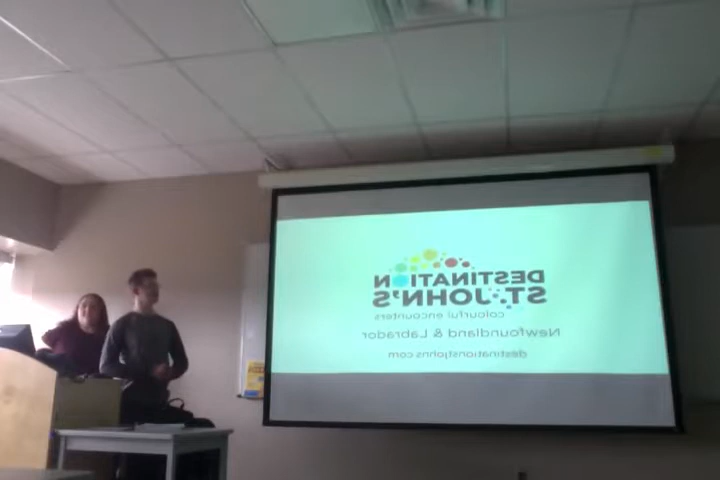 DESTINATION
ST. JOHN'S
colourful encounters
Newfoundland & Labrador
destinationstjohns.com